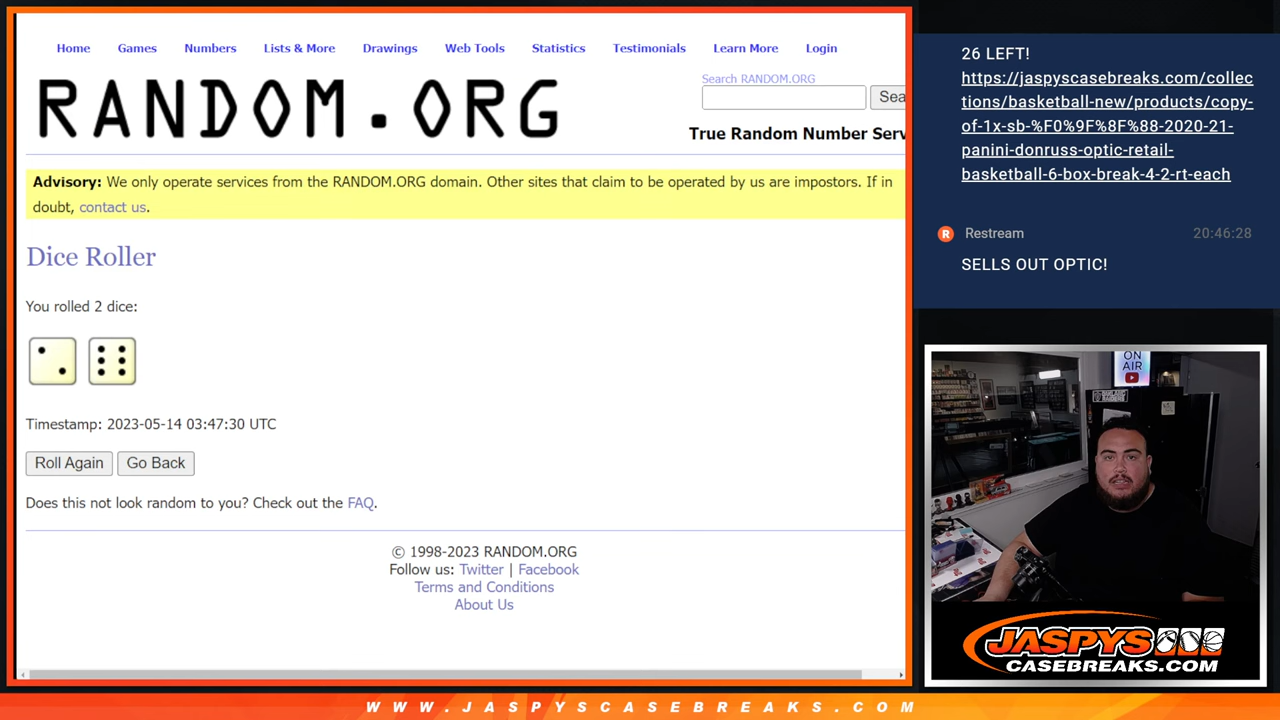 Home Games Numbers Lists & More Drawings Web Tools Statistics Testimonials Learn More Login
RANDOM.ORG
Search RANDOM.ORG
Sea
True Random Number Serv
Advisory: We only operate services from the RANDOM.ORG domain. Other sites that claim to be operated by us are impostors. If in
doubt, contact us.
Dice Roller
You rolled 2 dice:
Timestamp: 2023-05-14 03:47:30 UTC
Roll Again Go Back
Does this not look random to you? Check out the FAQ.
© 1998-2023 RANDOM.ORG
Follow us: Twitter | Facebook
Terms and Conditions
About Us
26 LEFT!
https://jaspyscasebreaks.com/collec
tions/basketball-new/products/copy-
of-1x-sb-%F0%9F%8F%88-2020-21-
panini-donruss-optic-retail-
basketball-6-box-break-4-2-rt-each
R Restream 20:46:28
SELLS OUT OPTIC!
ON
AIR
JASPYS
CASEBREAKS.COM
WWW.JASPYSCASEBREAKS.COM